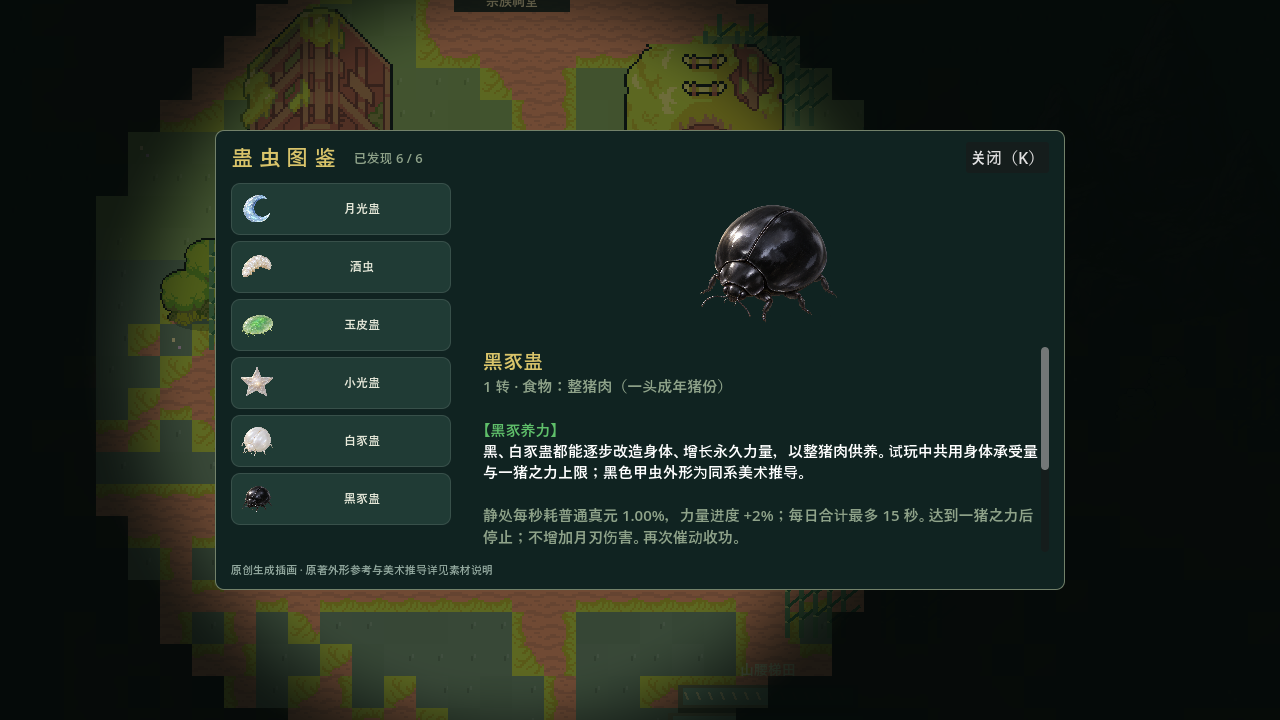 宗族祠堂
蛊虫图鉴
已发现 6 / 6
关闭（K）
月光蛊
酒虫
玉皮蛊
小光蛊
白豕蛊
黑豕蛊
黑豕蛊
1 转 · 食物：整猪肉（一头成年猪份）
【黑豕养力】
黑、白豕蛊都能逐步改造身体、增长永久力量，以整猪肉供养。试玩中共用身体承受量
与一猪之力上限；黑色甲虫外形为同系美术推导。
静处每秒耗普通真元 1.00%，力量进度 +2%；每日合计最多 15 秒。达到一猪之力后
停止；不增加月刃伤害。再次催动收功。
原创生成插画 · 原著外形参考与美术推导详见素材说明